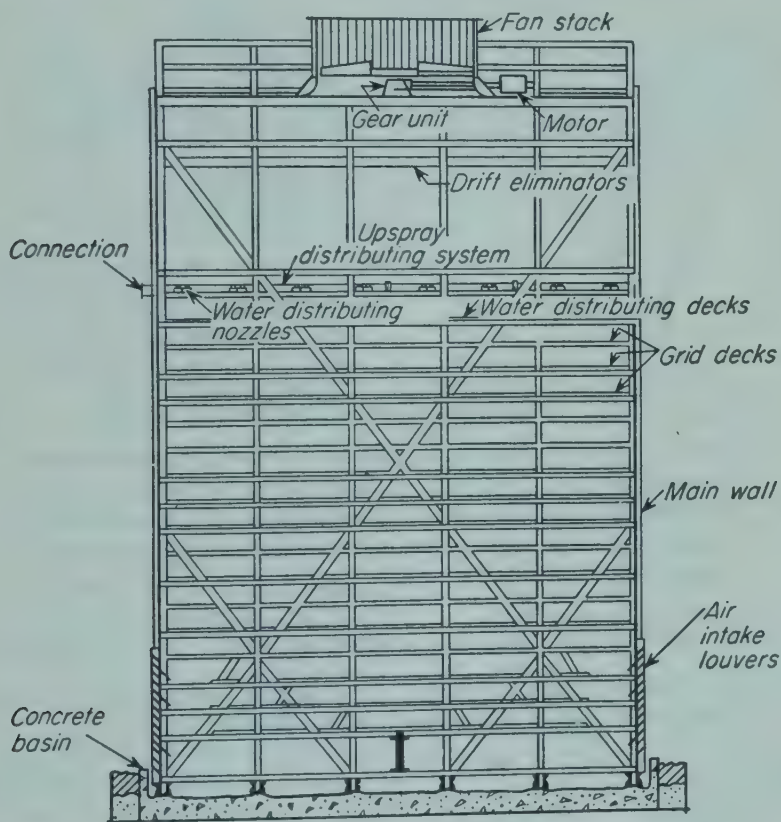 Fan stack
Gear unit
Motor
Drift eliminators
Connection
Upspray
distributing system
Water distributing
nozzles
Water distributing decks
Grid decks
Main wall
Air
intake
louvers
Concrete
basin